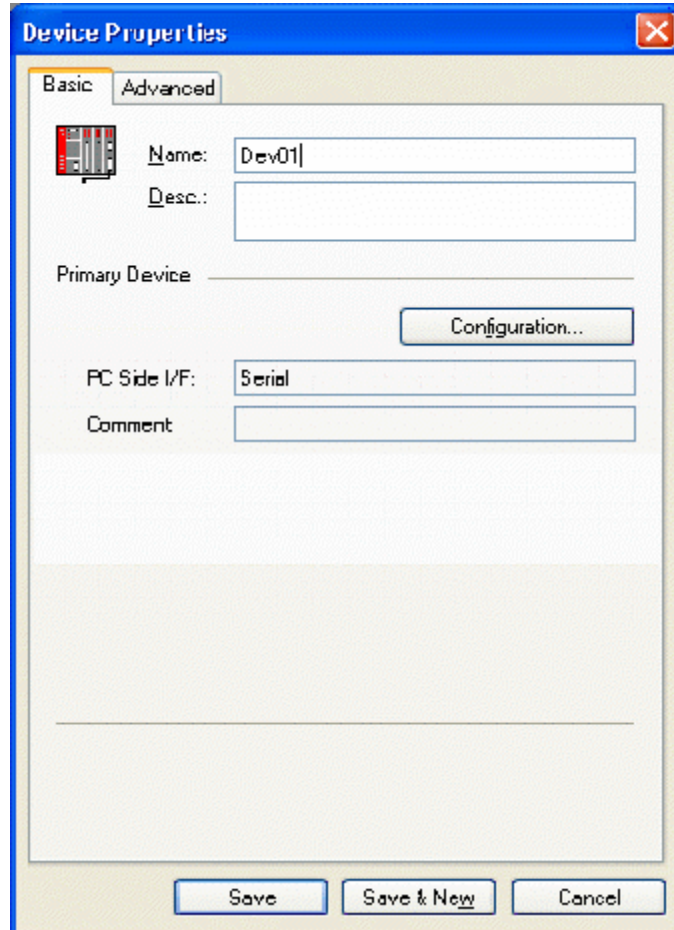 Device Properties
Basic Advanced
Name: Dev01
Desc.:
Primary Device
Configuration...
PC Side I/F: Serial
Comment
Save Save & New Cancel